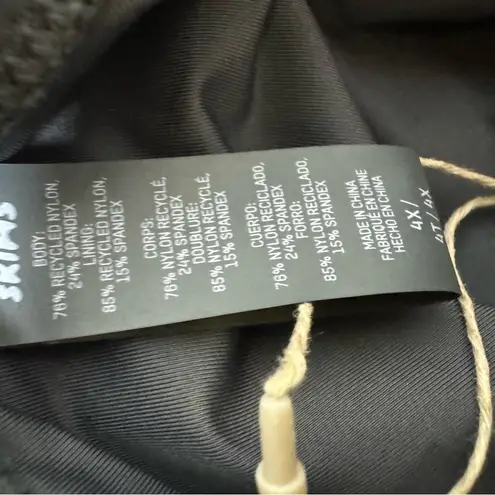 SKIMS
BODY:
76% RECYCLED NYLON,
24% SPANDEX
LINING:
85% RECYCLED NYLON,
15% SPANDEX
CORPS:
76% NYLON RECYCLÉ,
24% SPANDEX
DOUBLURE:
85% NYLON RECYCLÉ,
15% SPANDEX
CUERPO:
76% NYLON RECICLADO,
24% SPANDEX
FORRO:
85% NYLON RECICLADO,
15% SPANDEX
MADE IN CHINA
FABRIQUÉ EN CHINE
HECHO EN CHINA
4X/
4T / 4X